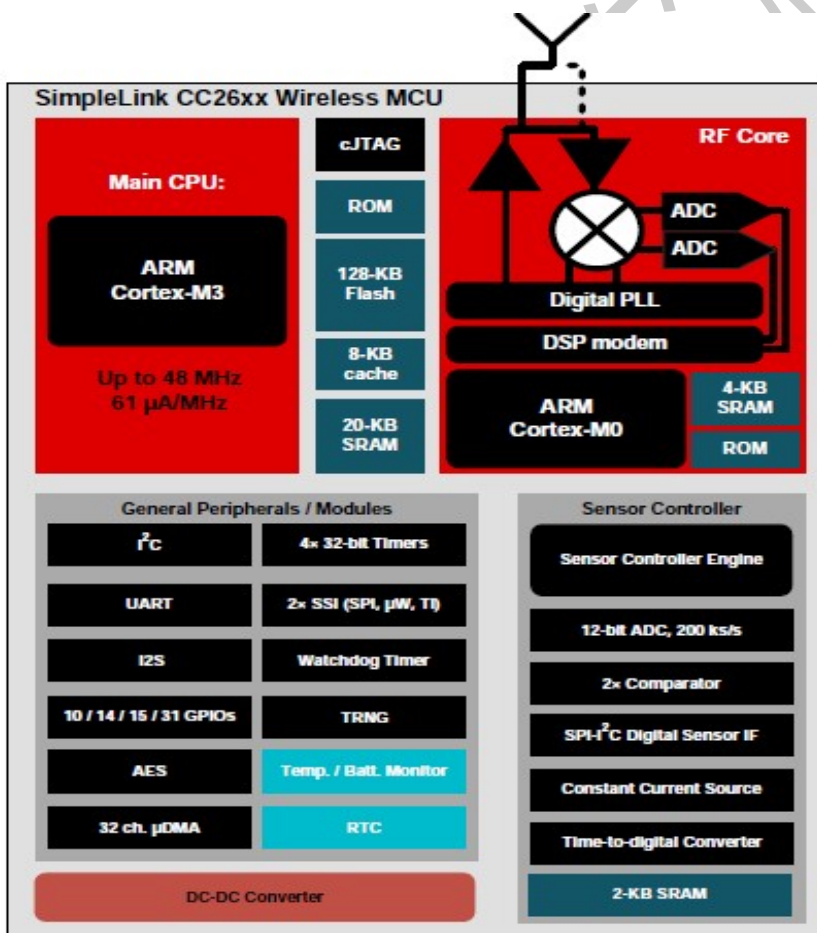 SimpleLink CC26xx Wireless MCU
Main CPU:
ARM
Cortex-M3
Up to 48 MHz
61 µA/MHz
cJTAG
ROM
128-KB
Flash
8-KB
cache
20-KB
SRAM
RF Core
ADC
ADC
Digital PLL
DSP modem
ARM
Cortex-M0
4-KB
SRAM
ROM
General Peripherals / Modules
I²C
4× 32-bit Timers
UART
2× SSI (SPI, µW, TI)
I2S
Watchdog Timer
10 / 14 / 15 / 31 GPIOs
TRNG
AES
Temp. / Batt. Monitor
32 ch. µDMA
RTC
DC-DC Converter
Sensor Controller
Sensor Controller Engine
12-bit ADC, 200 ks/s
2× Comparator
SPI-I²C Digital Sensor IF
Constant Current Source
Time-to-digital Converter
2-KB SRAM